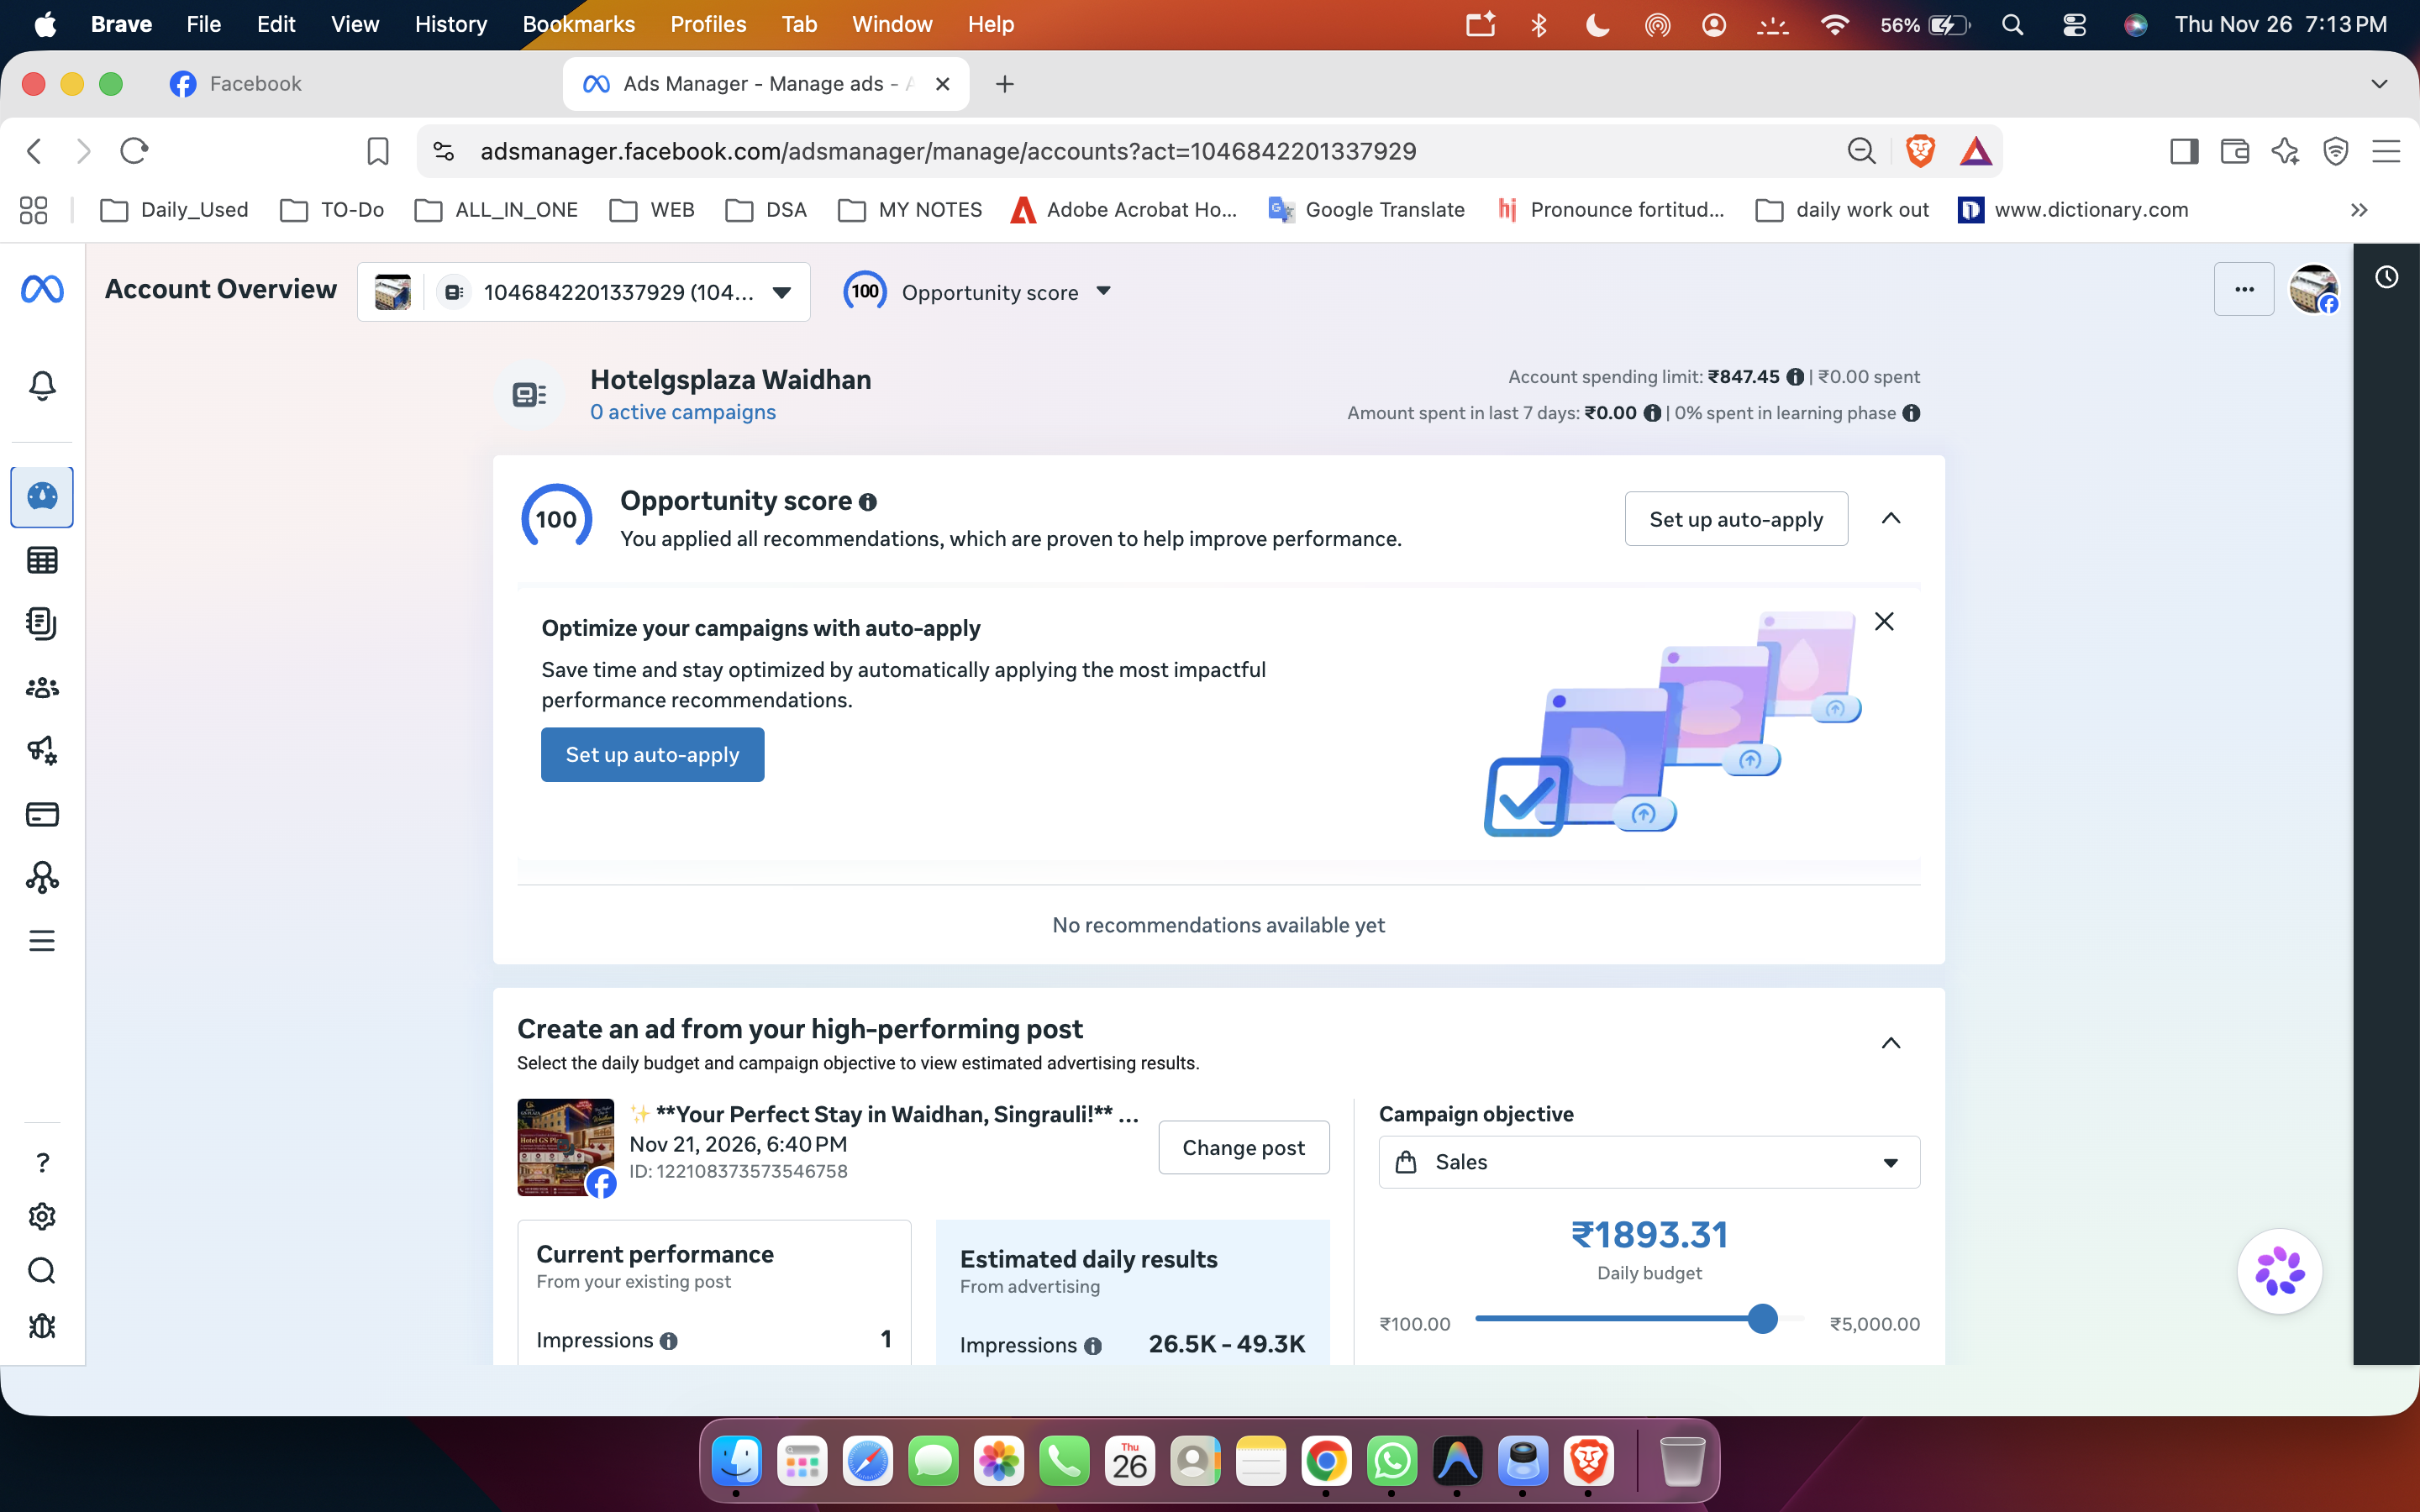 Brave File Edit View History Bookmarks Profiles Tab Window Help 56% Thu Nov 26 7:13 PM
Facebook Ads Manager - Manage ads - A
adsmanager.facebook.com/adsmanager/manage/accounts?act=1046842201337929
Daily_Used TO-Do ALL_IN_ONE WEB DSA MY NOTES Adobe Acrobat Ho... Google Translate Pronounce fortitud... daily work out www.dictionary.com
Account Overview 1046842201337929 (104... 100 Opportunity score
Hotelgsplaza Waidhan
0 active campaigns
Account spending limit: ₹847.45 | ₹0.00 spent
Amount spent in last 7 days: ₹0.00 | 0% spent in learning phase
100
Opportunity score
You applied all recommendations, which are proven to help improve performance.
Set up auto-apply
Optimize your campaigns with auto-apply
Save time and stay optimized by automatically applying the most impactful
performance recommendations.
Set up auto-apply
No recommendations available yet
Create an ad from your high-performing post
Select the daily budget and campaign objective to view estimated advertising results.
✨ **Your Perfect Stay in Waidhan, Singrauli!** ...
Nov 21, 2026, 6:40 PM
ID: 122108373573546758
Change post
Current performance
From your existing post
Impressions 1
Estimated daily results
From advertising
Impressions 26.5K - 49.3K
Campaign objective
Sales
₹1893.31
Daily budget
₹100.00 ₹5,000.00
Thu
26